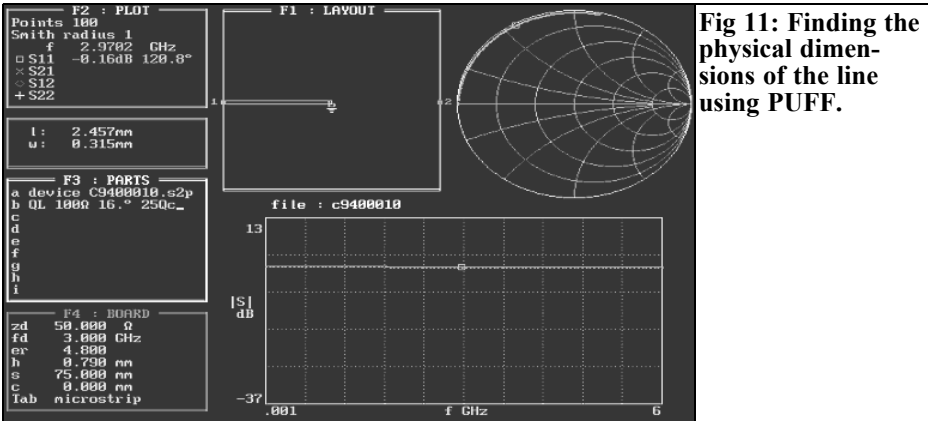 F2 : PLOT
Points 100
Smith radius 1
f 2.9702 GHz
□ S11 -0.16dB 120.8°
× S21
◇ S12
+ S22
l: 2.457mm
w: 0.315mm
F3 : PARTS
a device C9400010.s2p
b QL 100Ω 16.° 25Qc_
c
d
e
f
g
h
i
F4 : BOARD
zd 50.000 Ω
fd 3.000 GHz
er 4.800
h 0.790 mm
s 75.000 mm
c 0.000 mm
Tab microstrip
F1 : LAYOUT
1 2
file : c9400010
13
|S|
dB
-37
.001 f GHz 6
Fig 11: Finding the
physical dimen-
sions of the line
using PUFF.